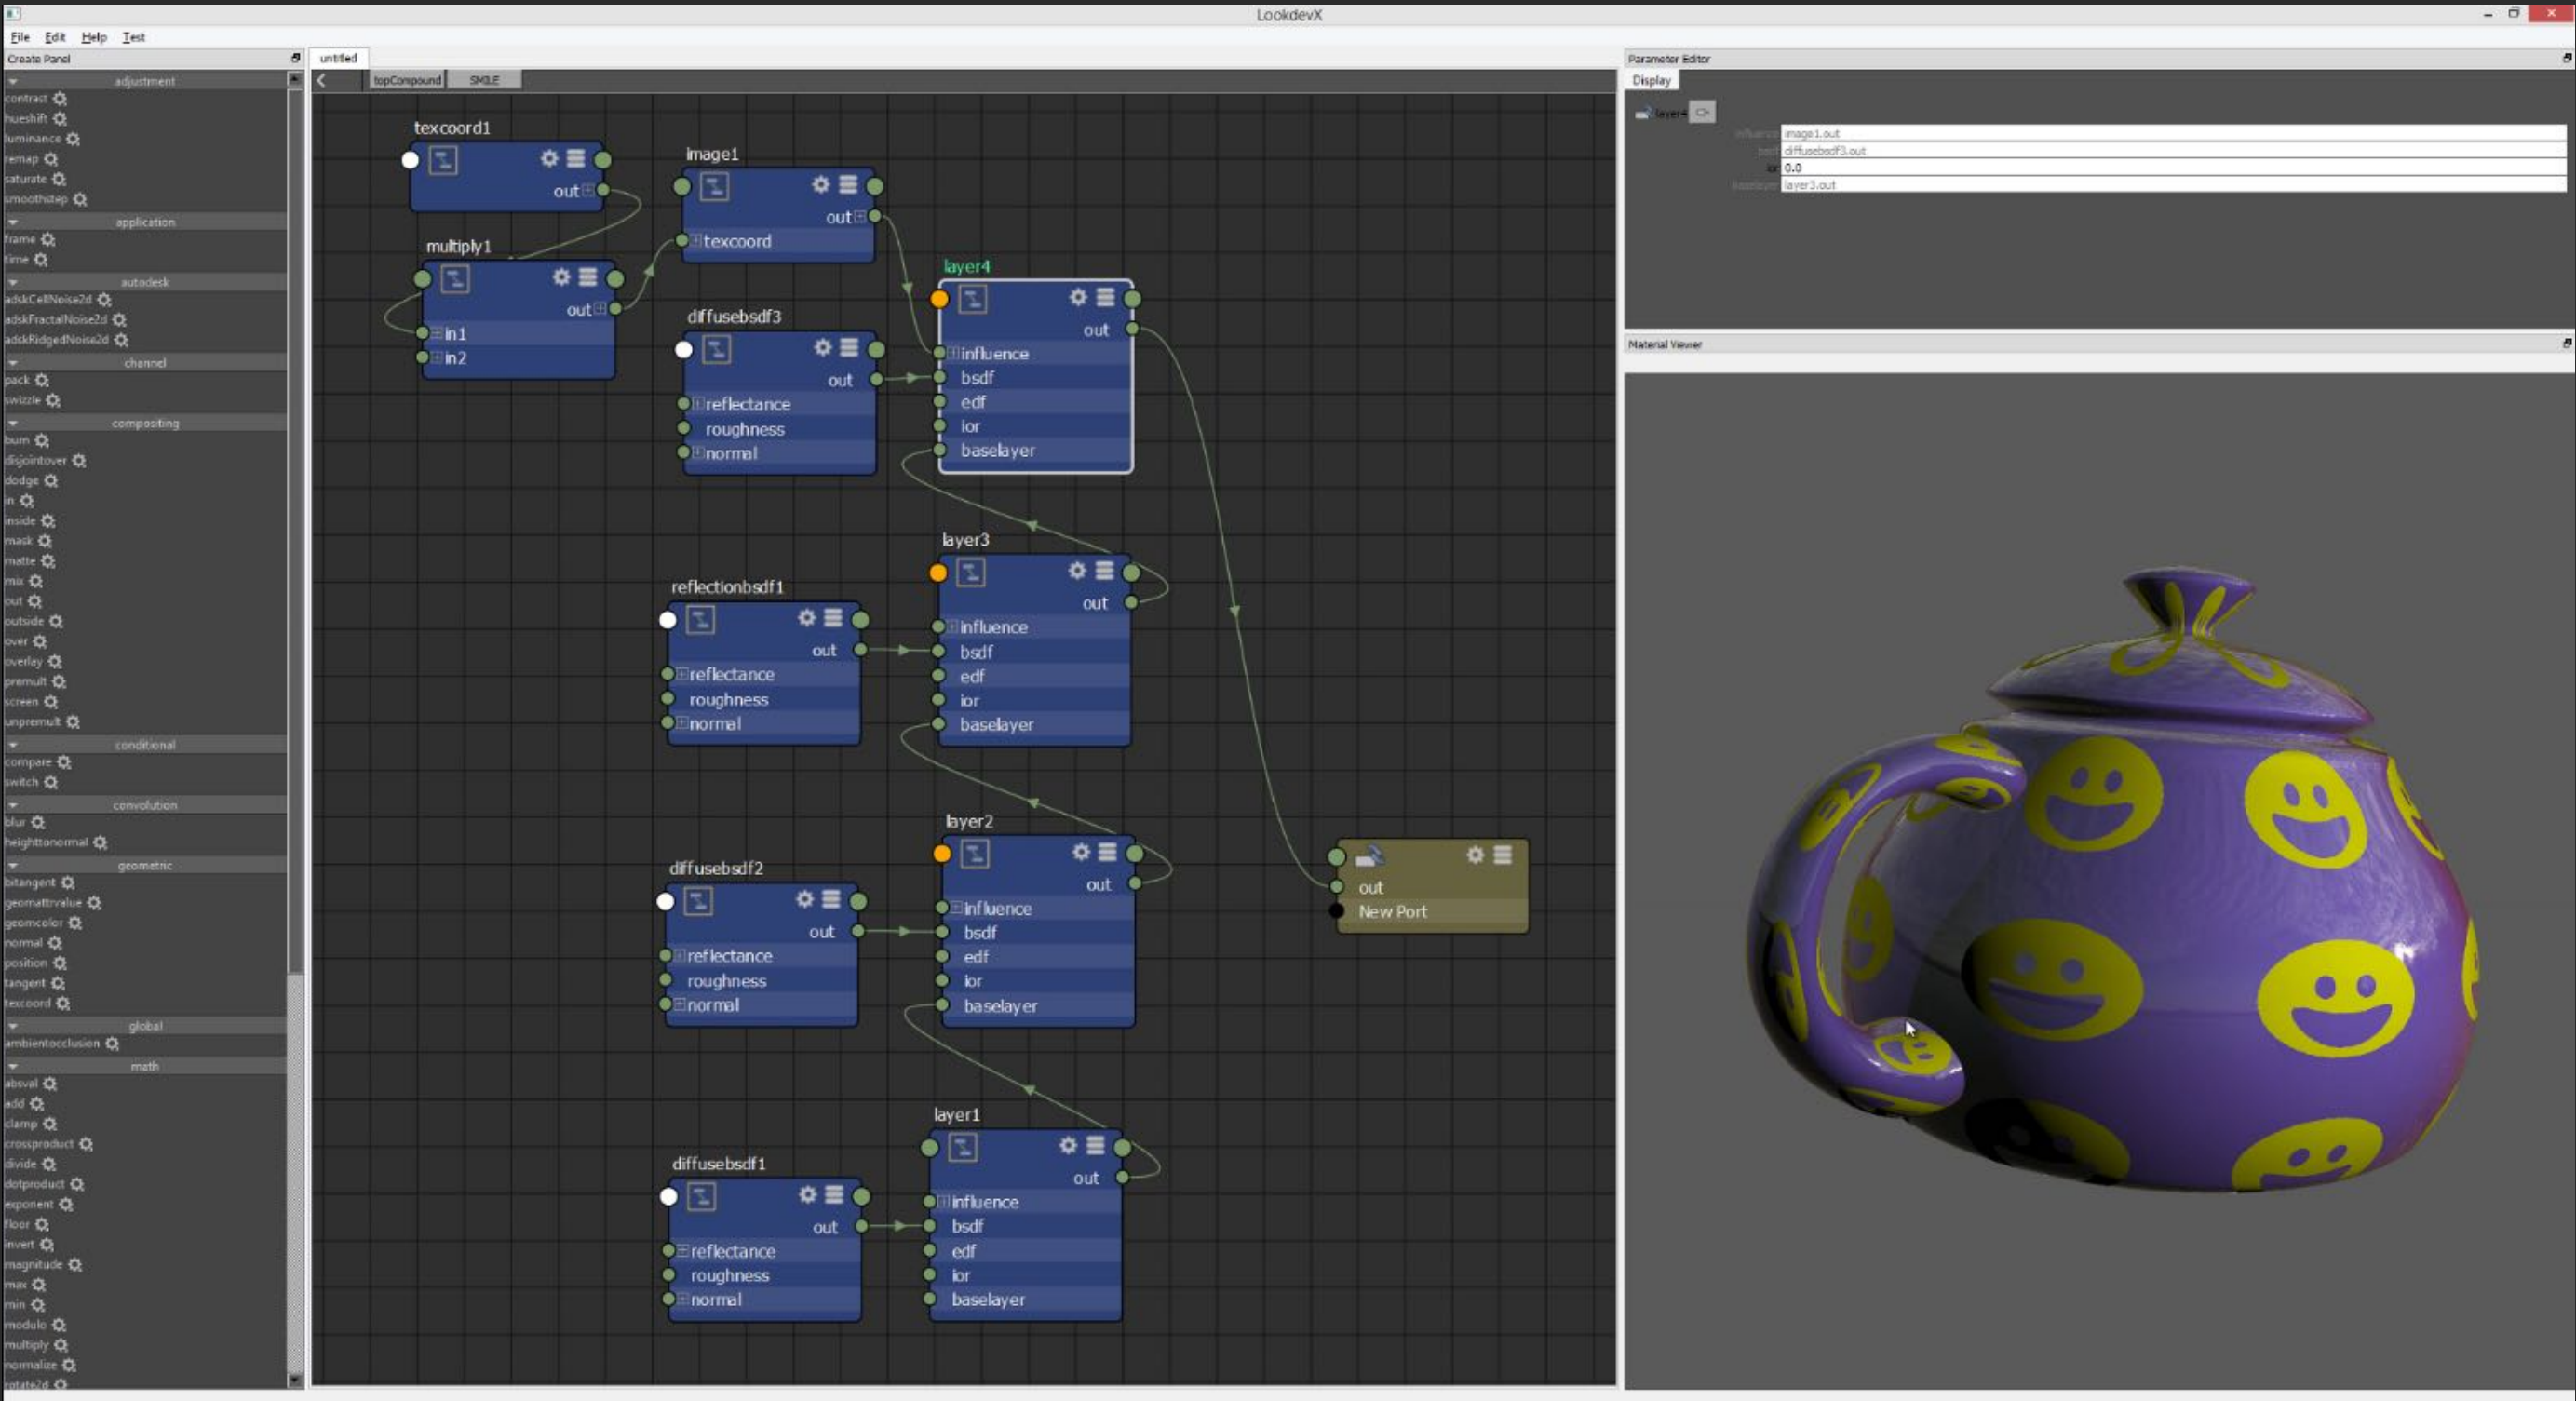 LookdevX
File Edit Help Test
Create Panel
adjustment
contrast
hueshift
luminance
remap
saturate
smoothstep
application
frame
time
autodesk
adskCellNoise2d
adskFractalNoise2d
adskRidgedNoise2d
channel
pack
swizzle
compositing
burn
disjointover
dodge
in
inside
mask
matte
mix
out
outside
over
overlay
premult
screen
unpremult
conditional
compare
switch
convolution
blur
heighttonormal
geometric
bitangent
geomattrvalue
geomcolor
normal
position
tangent
texcoord
global
ambientocclusion
math
absval
add
clamp
crossproduct
divide
dotproduct
exponent
floor
invert
magnitude
max
min
modulo
multiply
normalize
rotate2d
untitled
topCompound SMILE
texcoord1
out
multiply1
out
in1
in2
image1
out
texcoord
diffusebsdf3
out
reflectance
roughness
normal
layer4
out
influence
bsdf
edf
ior
baselayer
reflectionbsdf1
out
reflectance
roughness
normal
layer3
out
influence
bsdf
edf
ior
baselayer
diffusebsdf2
out
reflectance
roughness
normal
layer2
out
influence
bsdf
edf
ior
baselayer
diffusebsdf1
out
reflectance
roughness
normal
layer1
out
influence
bsdf
edf
ior
baselayer
out
New Port
Parameter Editor
Display
layer4
influence image1.out
bsdf diffusebsdf3.out
ior 0.0
baselayer layer3.out
Material Viewer